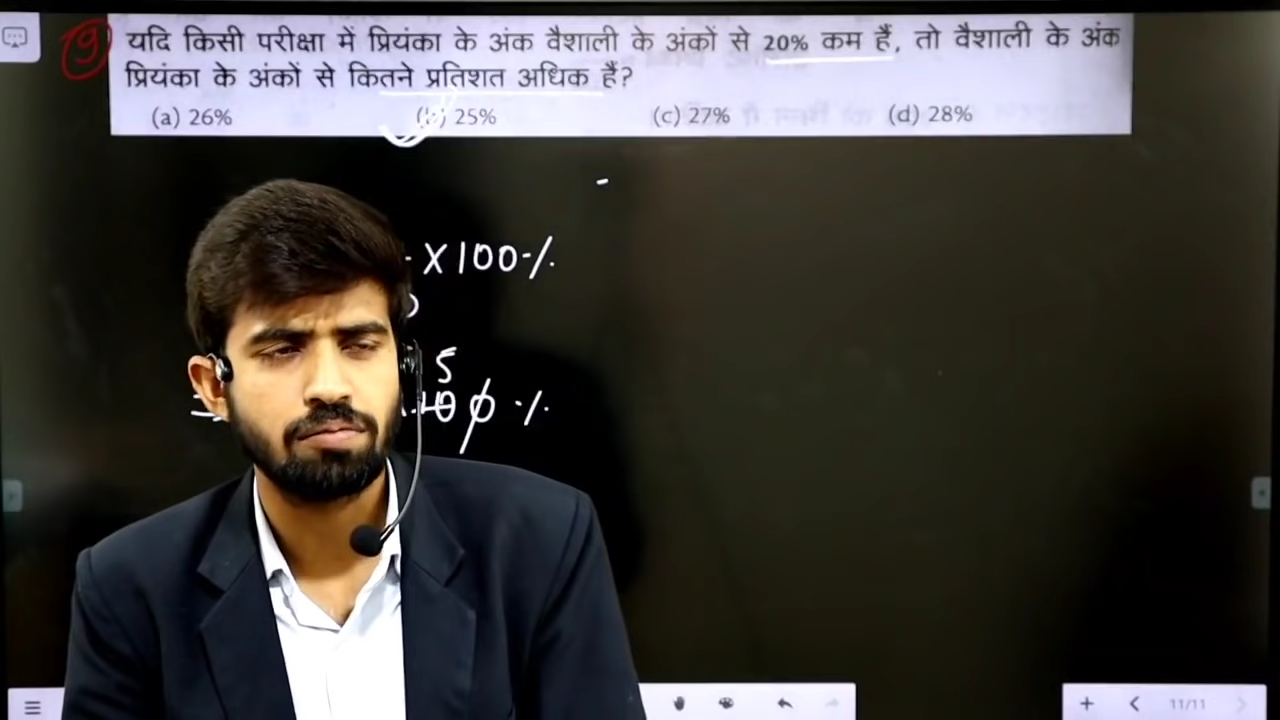 9 यदि किसी परीक्षा में प्रियंका के अंक वैशाली के अंकों से 20% कम हैं, तो वैशाली के अंक
प्रियंका के अंकों से कितने प्रतिशत अधिक हैं?
(a) 26% (b) 25% (c) 27% (d) 28%
X 100 %
5
%
11/11